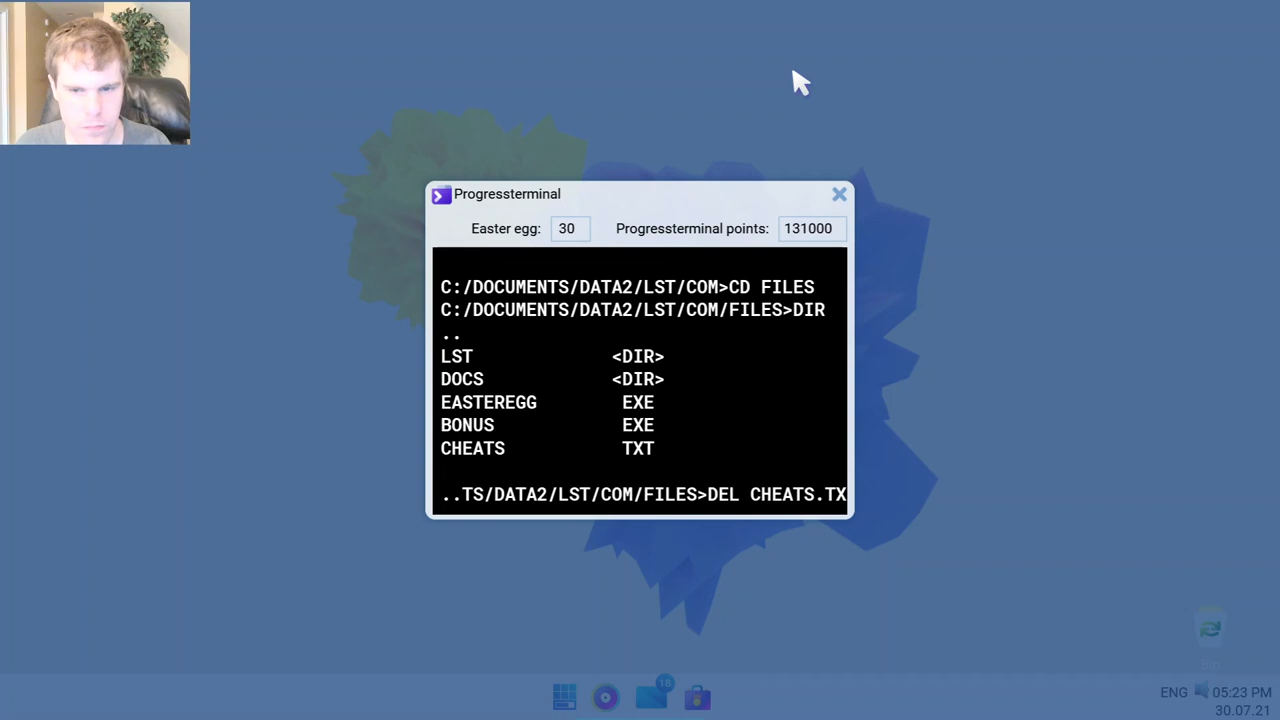 Progressterminal
Easter egg: 30 Progressterminal points: 131000
C:/DOCUMENTS/DATA2/LST/COM>CD FILES
C:/DOCUMENTS/DATA2/LST/COM/FILES>DIR
..
LST <DIR>
DOCS <DIR>
EASTEREGG EXE
BONUS EXE
CHEATS TXT
..TS/DATA2/LST/COM/FILES>DEL CHEATS.TX
Bin
18
ENG 05:23 PM
30.07.21